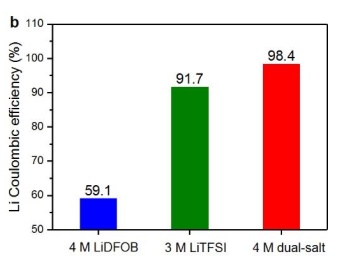 b
Li Coulombic efficiency (%)
110
100
90
80
70
60
50
59.1
91.7
98.4
4 M LiDFOB
3 M LiTFSI
4 M dual-salt